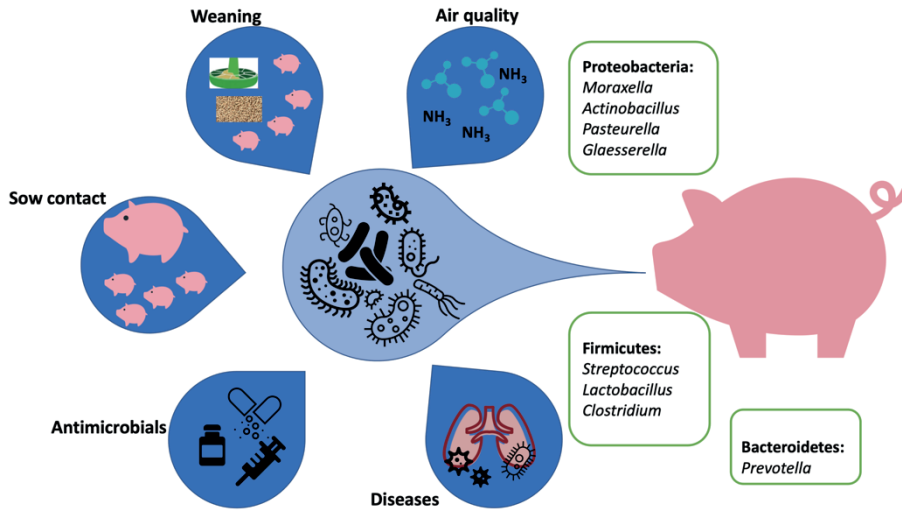 Weaning
Air quality
NH₃
NH₃
NH₃
Proteobacteria:
Moraxella
Actinobacillus
Pasteurella
Glaesserella
Sow contact
Firmicutes:
Streptococcus
Lactobacillus
Clostridium
Antimicrobials
Diseases
Bacteroidetes:
Prevotella